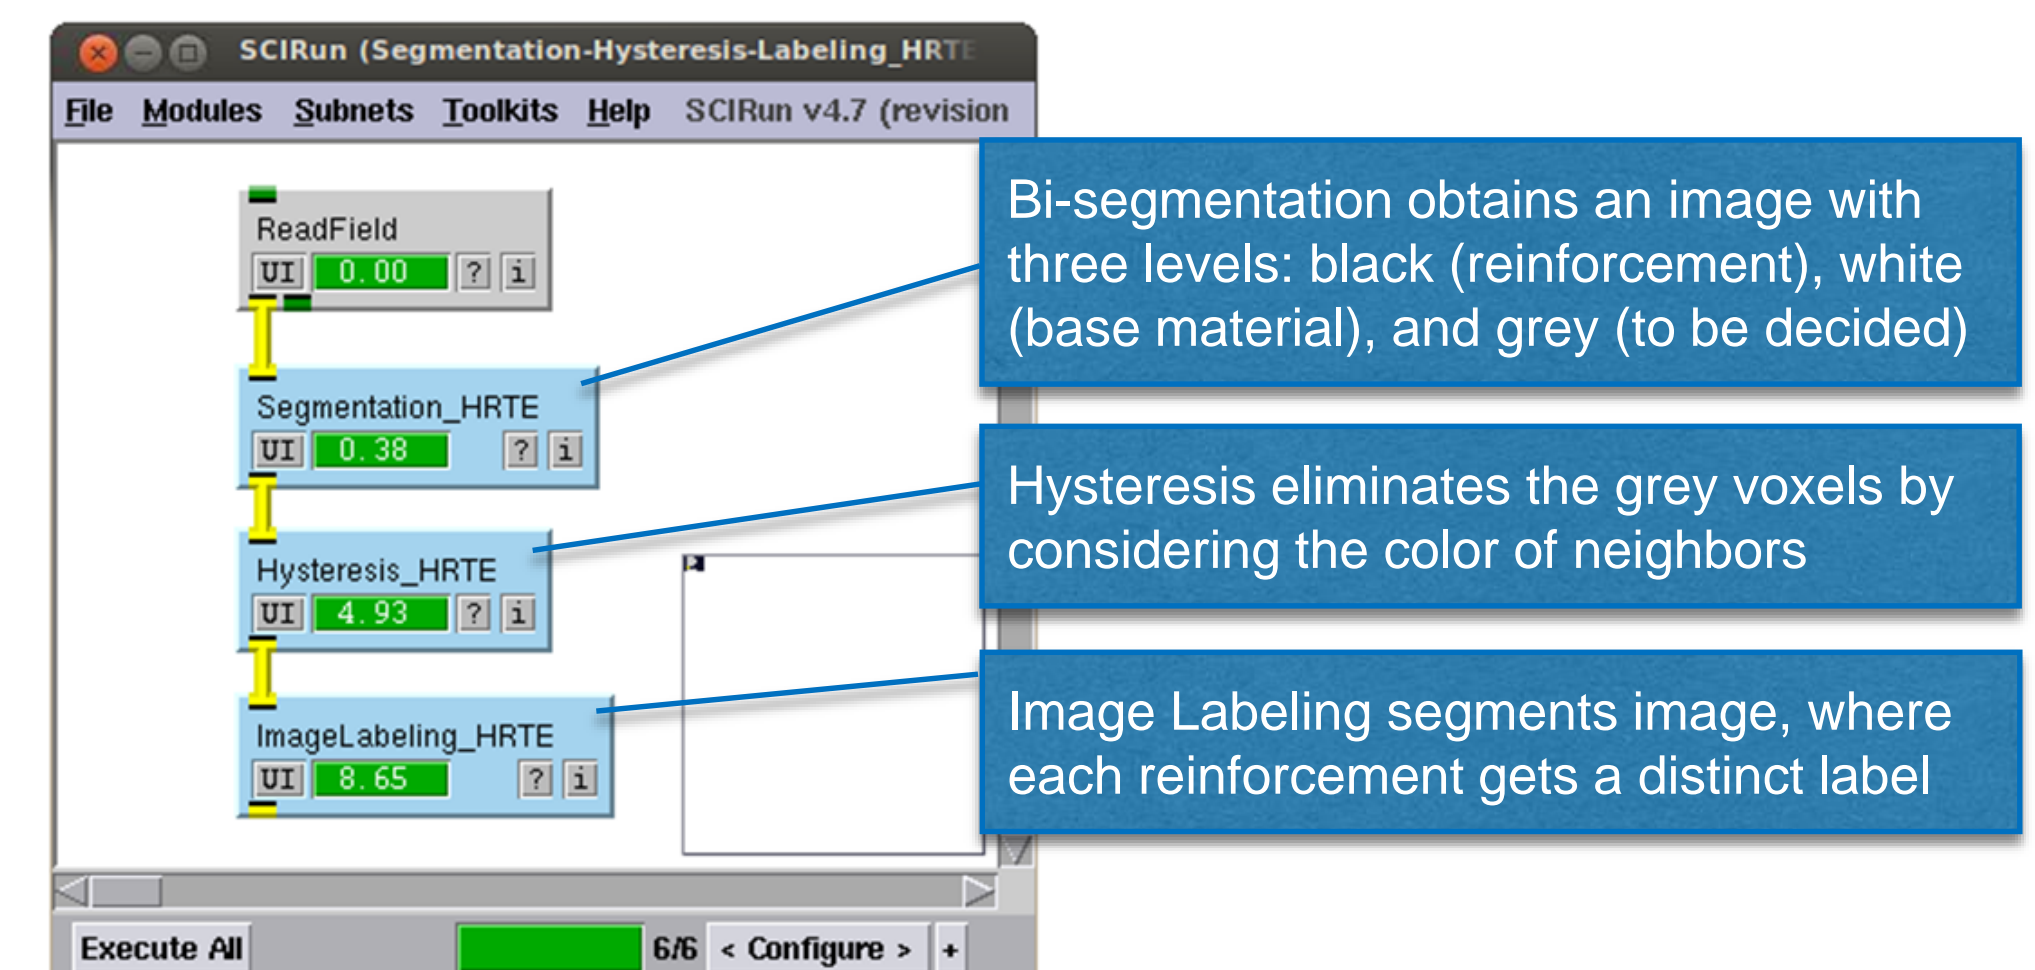 SCIRun (Segmentation-Hysteresis-Labeling_HRTE
File Modules Subnets Toolkits Help SCIRun v4.7 (revision
ReadField
UI 0.00 ? i
Segmentation_HRTE
UI 0.38 ? i
Hysteresis_HRTE
UI 4.93 ? i
ImageLabeling_HRTE
UI 8.65 ? i
Bi-segmentation obtains an image with
three levels: black (reinforcement), white
(base material), and grey (to be decided)
Hysteresis eliminates the grey voxels by
considering the color of neighbors
Image Labeling segments image, where
each reinforcement gets a distinct label
Execute All 6/6 < Configure > +